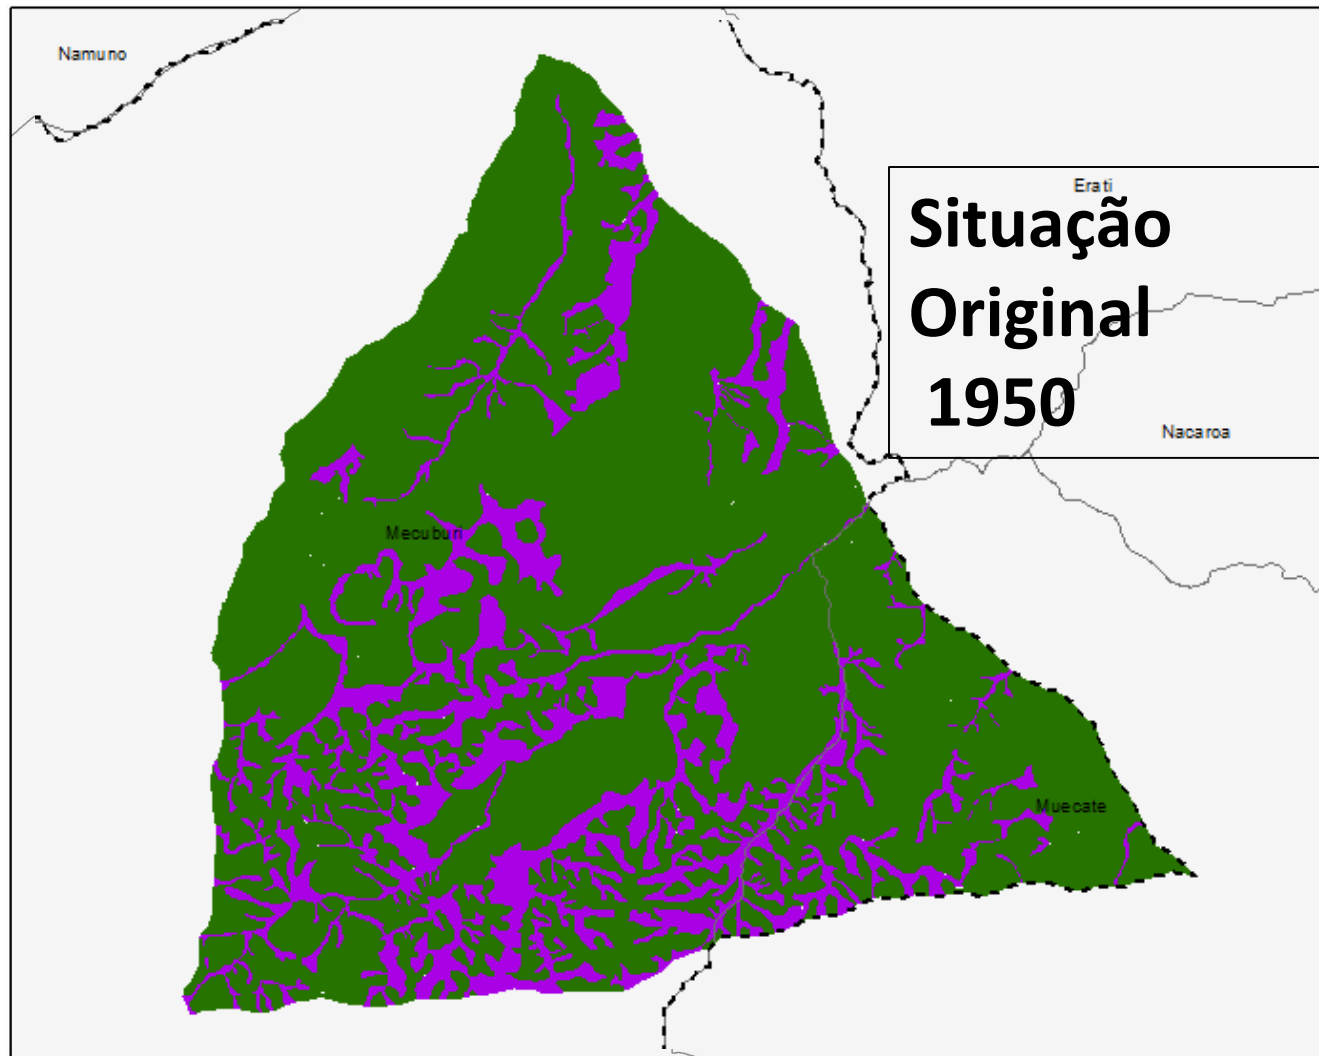 Namuno
Erati
Situação
Original
1950
Nacaroa
Mecuburi
Muecate